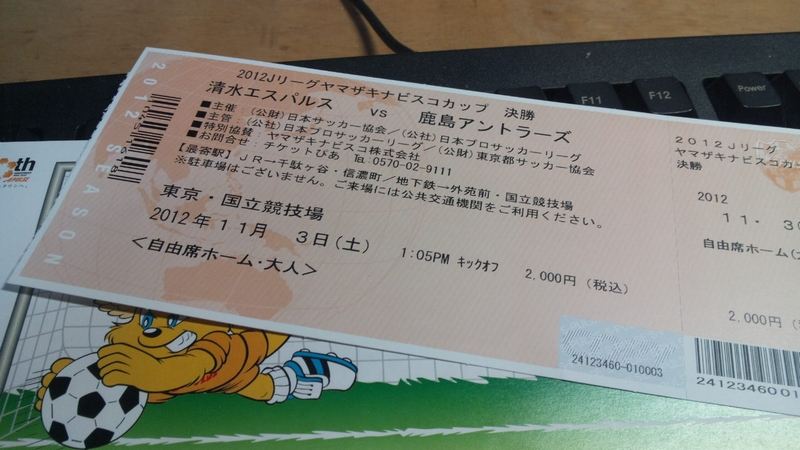 2012Jリーグヤマザキナビスコカップ 決勝
清水エスパルス vs 鹿島アントラーズ
■主催：(公財)日本サッカー協会／(公社)日本プロサッカーリーグ
■主管：(公社)日本プロサッカーリーグ／(公財)東京都サッカー協会
■特別協賛：ヤマザキナビスコ株式会社
■お問合せ：チケットぴあ ℡0570-02-9111
【最寄駅】ＪＲ→千駄ヶ谷・信濃町／地下鉄→外苑前・国立競技場
※駐車場はございません。ご来場には公共交通機関をご利用ください。
東京・国立競技場
2012年 １１月 ３日(土) 1:05PM キックオフ 2,000円 (税込)
＜自由席ホーム・大人＞
24123460-010003
2012 SEASON
２０１２Ｊリーグ
ヤマザキナビスコカ
決勝
2012
１１． ３(
自由席ホーム(大
2,000円 (
24123460 01
F11
F12
Power
th